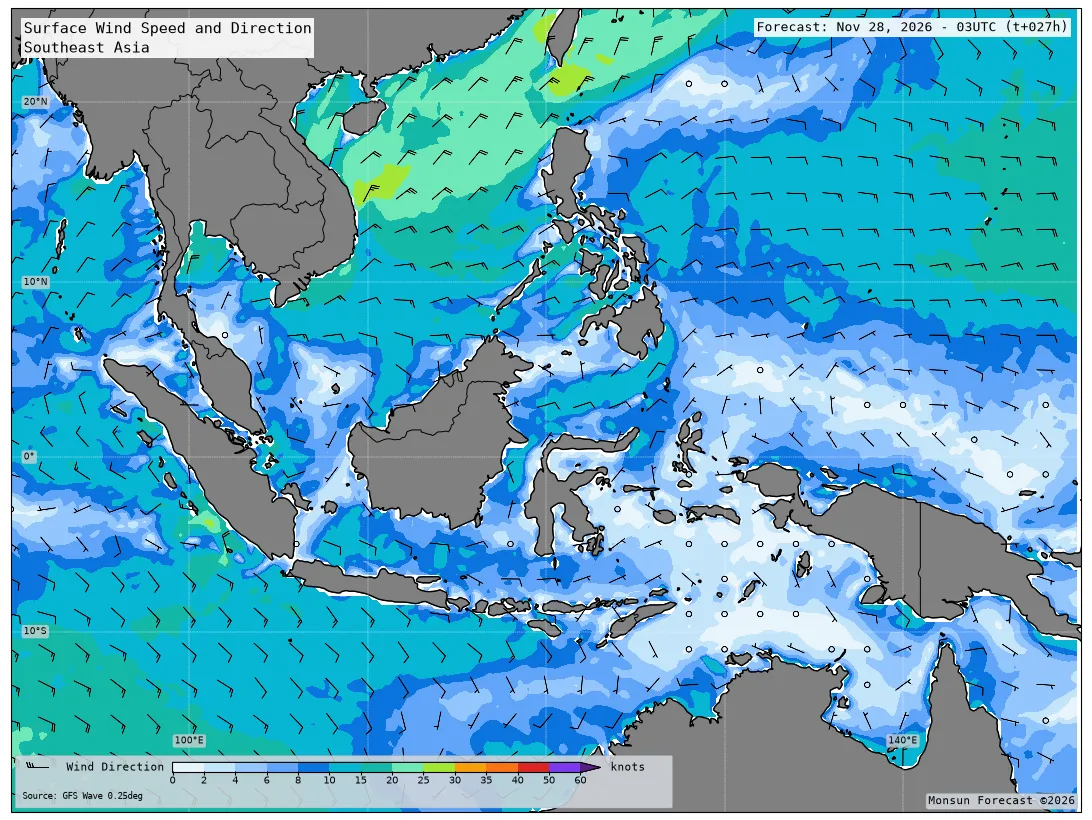 Surface Wind Speed and Direction
Southeast Asia
Forecast: Nov 28, 2026 - 03UTC (t+027h)
20°N
10°N
0°
10°S
100°E
140°E
Wind Direction
0 2 4 6 8 10 15 20 25 30 35 40 50 60
knots
Source: GFS Wave 0.25deg
Monsun Forecast ©2026